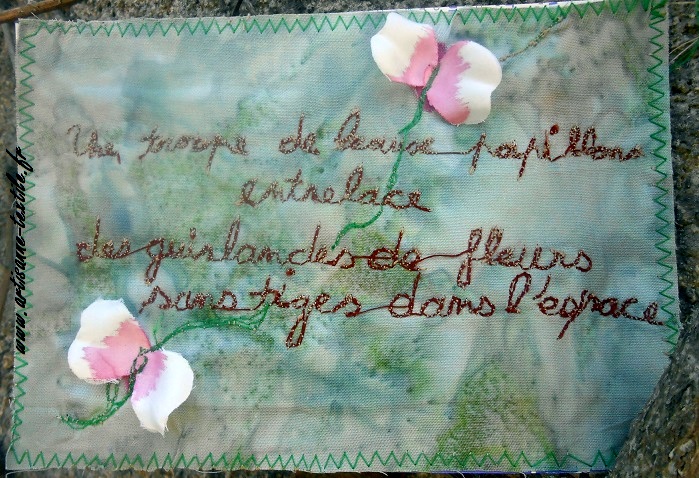 Une troupe de beaux papillons
entrelace
des guirlandes de fleurs
sans tiges dans l'espace